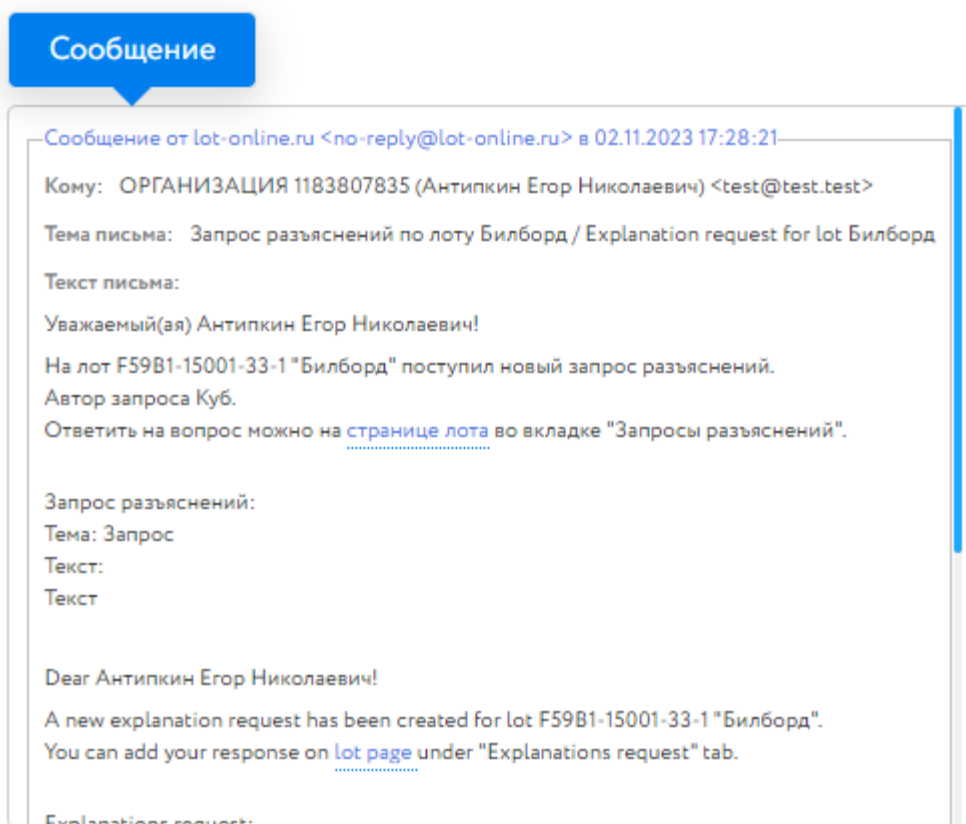 Сообщение
Сообщение от lot-online.ru <no-reply@lot-online.ru> в 02.11.2023 17:28:21
Кому: ОРГАНИЗАЦИЯ 1183807835 (Антипкин Егор Николаевич) <test@test.test>
Тема письма: Запрос разъяснений по лоту Билборд / Explanation request for lot Билборд
Текст письма:
Уважаемый(ая) Антипкин Егор Николаевич!
На лот F59B1-15001-33-1 "Билборд" поступил новый запрос разъяснений.
Автор запроса Куб.
Ответить на вопрос можно на странице лота во вкладке "Запросы разъяснений".
Запрос разъяснений:
Тема: Запрос
Текст:
Текст
Dear Антипкин Егор Николаевич!
A new explanation request has been created for lot F59B1-15001-33-1 "Билборд".
You can add your response on lot page under "Explanations request" tab.
Explanations request: